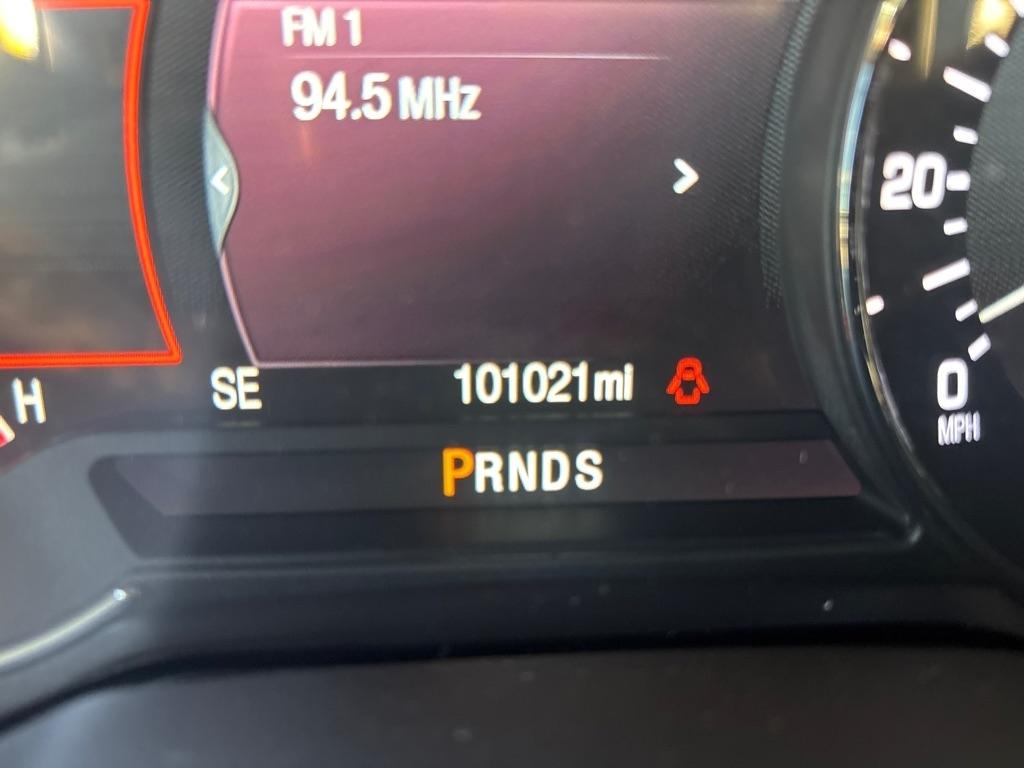 FM 1
94.5 MHz
20
0
MPH
H
SE 101021 mi
PRNDS